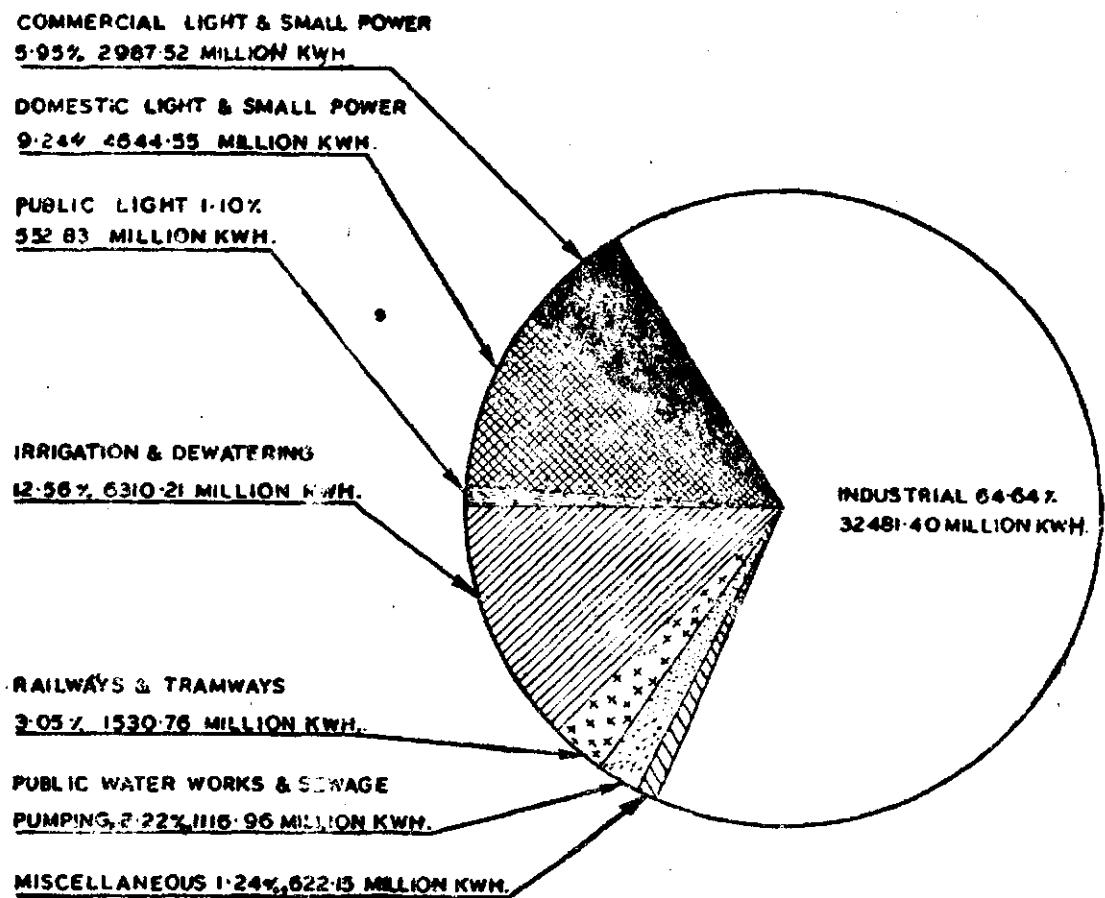 COMMERCIAL LIGHT & SMALL POWER
5·95% 2987·52 MILLION KWH
DOMESTIC LIGHT & SMALL POWER
9·24% 4644·55 MILLION KWH.
PUBLIC LIGHT 1·10%
552 83 MILLION KWH.
IRRIGATION & DEWATERING
12·56% 6310·21 MILLION KWH.
INDUSTRIAL 64·64%
32481·40 MILLION KWH.
RAILWAYS & TRAMWAYS
3·05% 1530·76 MILLION KWH.
PUBLIC WATER WORKS & SEWAGE
PUMPING, 2·22%, 1116·96 MILLION KWH.
MISCELLANEOUS 1·24%, 622·15 MILLION KWH.